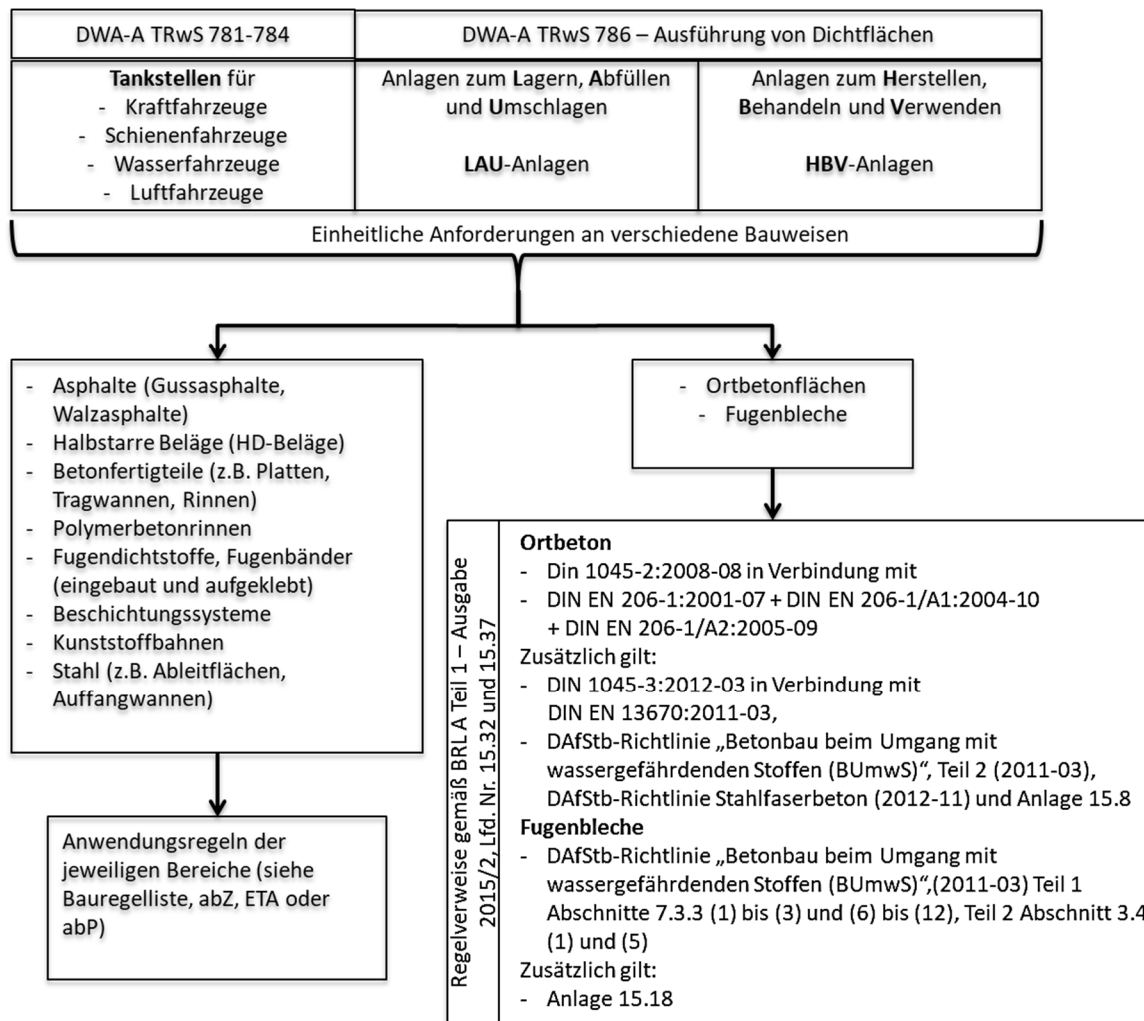 DWA-A TRwS 781-784
DWA-A TRwS 786 – Ausführung von Dichtflächen
Tankstellen für
- Kraftfahrzeuge
- Schienenfahrzeuge
- Wasserfahrzeuge
- Luftfahrzeuge
Anlagen zum Lagern, Abfüllen
und Umschlagen
LAU-Anlagen
Anlagen zum Herstellen,
Behandeln und Verwenden
HBV-Anlagen
Einheitliche Anforderungen an verschiedene Bauweisen
- Asphalte (Gussasphalte,
Walzasphalte)
- Halbstarre Beläge (HD-Beläge)
- Betonfertigteile (z.B. Platten,
Tragwannen, Rinnen)
- Polymerbetonrinnen
- Fugendichtstoffe, Fugenbänder
(eingebaut und aufgeklebt)
- Beschichtungssysteme
- Kunststoffbahnen
- Stahl (z.B. Ableitflächen,
Auffangwannen)
Anwendungsregeln der
jeweiligen Bereiche (siehe
Bauregelliste, abZ, ETA oder
abP)
- Ortbetonflächen
- Fugenbleche
Regelverweise gemäß BRL A Teil 1 – Ausgabe
2015/2, Lfd. Nr. 15.32 und 15.37
Ortbeton
- Din 1045-2:2008-08 in Verbindung mit
- DIN EN 206-1:2001-07 + DIN EN 206-1/A1:2004-10
+ DIN EN 206-1/A2:2005-09
Zusätzlich gilt:
- DIN 1045-3:2012-03 in Verbindung mit
DIN EN 13670:2011-03,
- DAfStb-Richtlinie „Betonbau beim Umgang mit
wassergefährdenden Stoffen (BUmwS)“, Teil 2 (2011-03),
DAfStb-Richtlinie Stahlfaserbeton (2012-11) und Anlage 15.8
Fugenbleche
- DAfStb-Richtlinie „Betonbau beim Umgang mit
wassergefährdenden Stoffen (BUmwS)“,(2011-03) Teil 1
Abschnitte 7.3.3 (1) bis (3) und (6) bis (12), Teil 2 Abschnitt 3.4
(1) und (5)
Zusätzlich gilt:
- Anlage 15.18